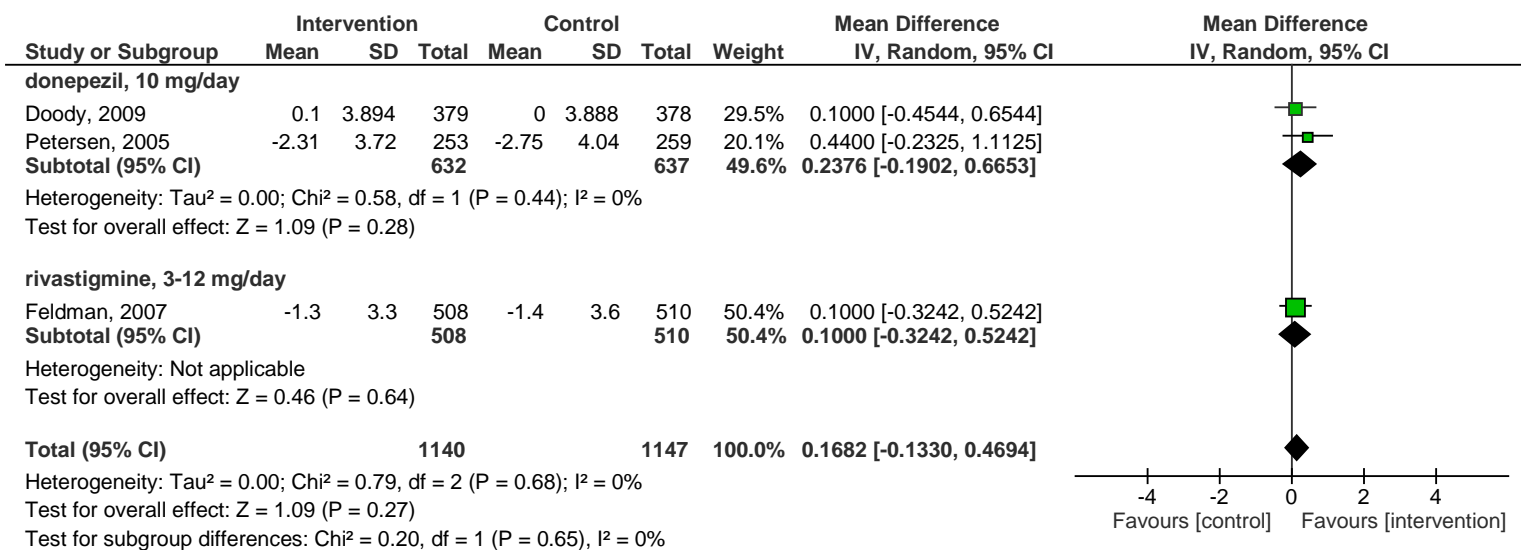 Intervention Control Mean Difference Mean Difference
Study or Subgroup Mean SD Total Mean SD Total Weight IV, Random, 95% CI IV, Random, 95% CI
donepezil, 10 mg/day
Doody, 2009 0.1 3.894 379 0 3.888 378 29.5% 0.1000 [-0.4544, 0.6544]
Petersen, 2005 -2.31 3.72 253 -2.75 4.04 259 20.1% 0.4400 [-0.2325, 1.1125]
Subtotal (95% CI) 632 637 49.6% 0.2376 [-0.1902, 0.6653]
Heterogeneity: Tau² = 0.00; Chi² = 0.58, df = 1 (P = 0.44); I² = 0%
Test for overall effect: Z = 1.09 (P = 0.28)
rivastigmine, 3-12 mg/day
Feldman, 2007 -1.3 3.3 508 -1.4 3.6 510 50.4% 0.1000 [-0.3242, 0.5242]
Subtotal (95% CI) 508 510 50.4% 0.1000 [-0.3242, 0.5242]
Heterogeneity: Not applicable
Test for overall effect: Z = 0.46 (P = 0.64)
Total (95% CI) 1140 1147 100.0% 0.1682 [-0.1330, 0.4694]
Heterogeneity: Tau² = 0.00; Chi² = 0.79, df = 2 (P = 0.68); I² = 0%
Test for overall effect: Z = 1.09 (P = 0.27)
Test for subgroup differences: Chi² = 0.20, df = 1 (P = 0.65), I² = 0%
-4 -2 0 2 4
Favours [control] Favours [intervention]